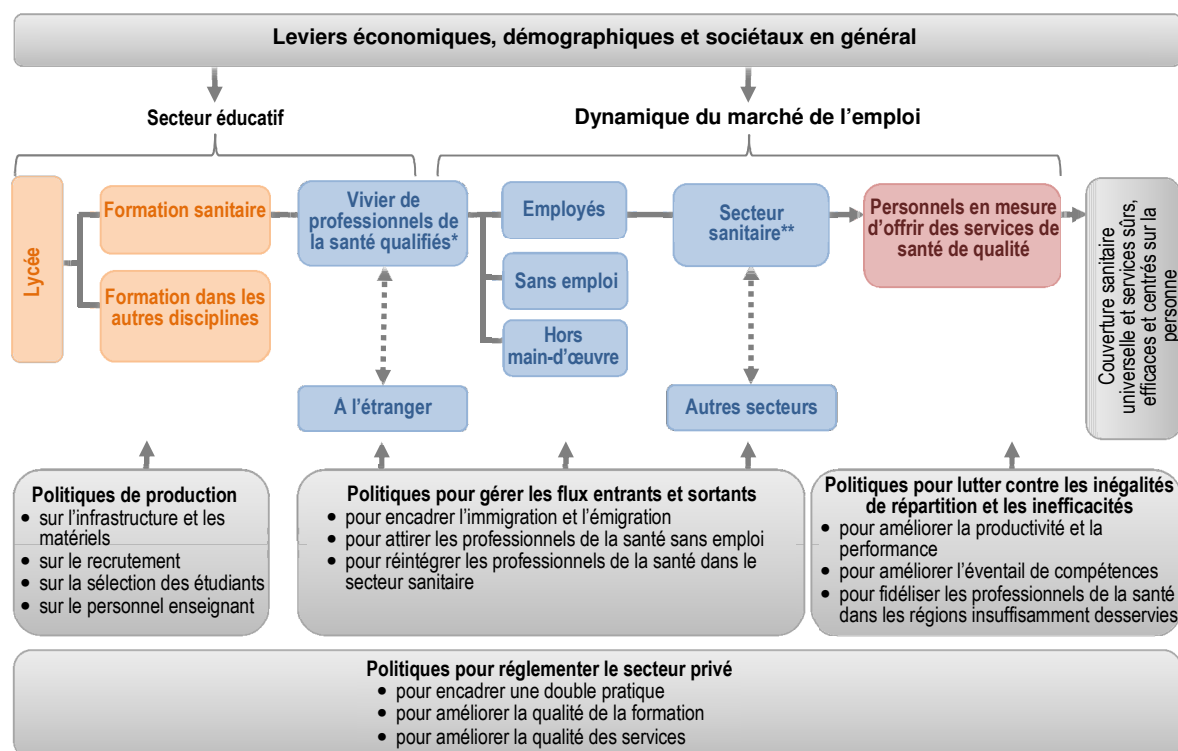 Leviers économiques, démographiques et sociétaux en général
Secteur éducatif
Dynamique du marché de l'emploi
Lycée
Formation sanitaire
Formation dans les
autres disciplines
Vivier de
professionnels de
la santé qualifiés*
A l'étranger
Employés
Sans emploi
Hors
main-d'œuvre
Secteur
sanitaire**
Autres secteurs
Personnels en mesure
d'offrir des services de
santé de qualité
Couverture sanitaire
universelle et services sûrs,
efficaces et centrés sur la
personne
Politiques de production
• sur l'infrastructure et les
matériels
• sur le recrutement
• sur la sélection des étudiants
• sur le personnel enseignant
Politiques pour gérer les flux entrants et sortants
• pour encadrer l'immigration et l'émigration
• pour attirer les professionnels de la santé sans emploi
• pour réintégrer les professionnels de la santé dans le
secteur sanitaire
Politiques pour lutter contre les inégalités
de répartition et les inefficacités
• pour améliorer la productivité et la
performance
• pour améliorer l'éventail de compétences
• pour fidéliser les professionnels de la santé
dans les régions insuffisamment desservies
Politiques pour réglementer le secteur privé
• pour encadrer une double pratique
• pour améliorer la qualité de la formation
• pour améliorer la qualité des services